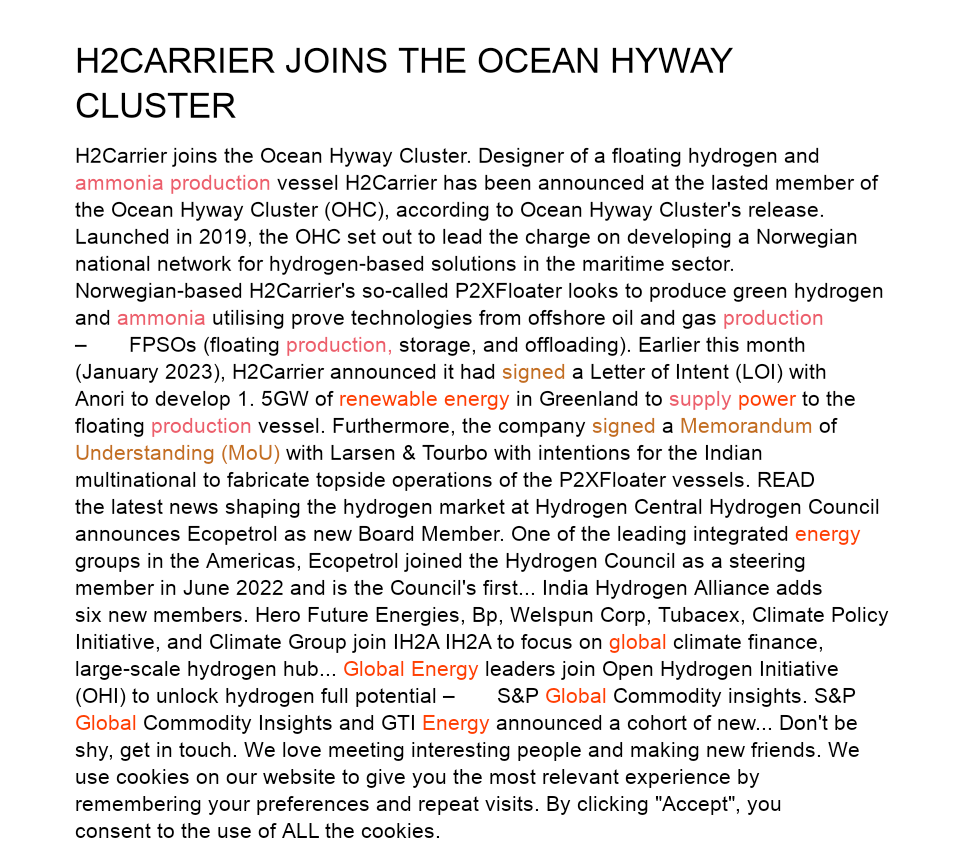 H2CARRIER JOINS THE OCEAN HYWAY
CLUSTER
H2Carrier joins the Ocean Hyway Cluster. Designer of a floating hydrogen and
ammonia production vessel H2Carrier has been announced at the lasted member of
the Ocean Hyway Cluster (OHC), according to Ocean Hyway Cluster's release.
Launched in 2019, the OHC set out to lead the charge on developing a Norwegian
national network for hydrogen-based solutions in the maritime sector.
Norwegian-based H2Carrier's so-called P2XFloater looks to produce green hydrogen
and ammonia utilising prove technologies from offshore oil and gas production
– FPSOs (floating production, storage, and offloading). Earlier this month
(January 2023), H2Carrier announced it had signed a Letter of Intent (LOI) with
Anori to develop 1. 5GW of renewable energy in Greenland to supply power to the
floating production vessel. Furthermore, the company signed a Memorandum of
Understanding (MoU) with Larsen & Tourbo with intentions for the Indian
multinational to fabricate topside operations of the P2XFloater vessels. READ
the latest news shaping the hydrogen market at Hydrogen Central Hydrogen Council
announces Ecopetrol as new Board Member. One of the leading integrated energy
groups in the Americas, Ecopetrol joined the Hydrogen Council as a steering
member in June 2022 and is the Council's first... India Hydrogen Alliance adds
six new members. Hero Future Energies, Bp, Welspun Corp, Tubacex, Climate Policy
Initiative, and Climate Group join IH2A IH2A to focus on global climate finance,
large-scale hydrogen hub... Global Energy leaders join Open Hydrogen Initiative
(OHI) to unlock hydrogen full potential – S&P Global Commodity insights. S&P
Global Commodity Insights and GTI Energy announced a cohort of new... Don't be
shy, get in touch. We love meeting interesting people and making new friends. We
use cookies on our website to give you the most relevant experience by
remembering your preferences and repeat visits. By clicking "Accept", you
consent to the use of ALL the cookies.